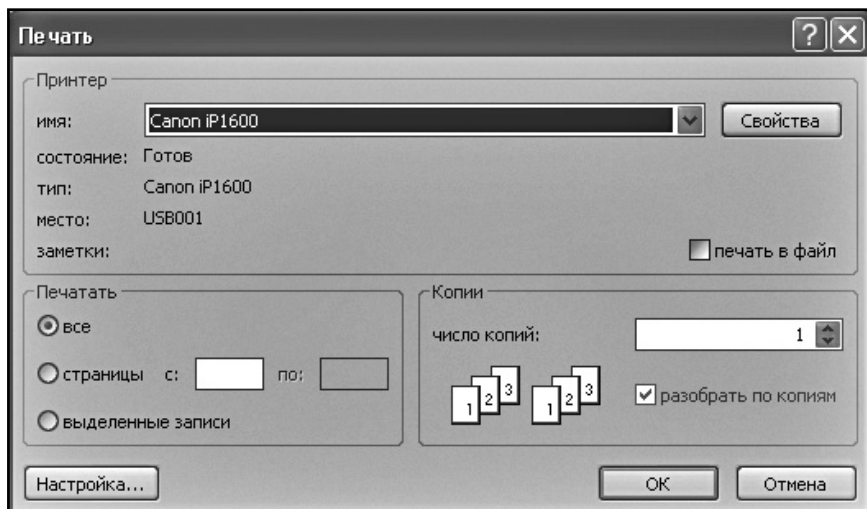 Печать
Принтер
имя: Canon iP1600 Свойства
состояние: Готов
тип: Canon iP1600
место: USB001
заметки: печать в файл
Печатать
все
страницы с: по:
выделенные записи
Копии
число копий: 1
1 2 3 1 2 3
разобрать по копиям
Настройка... ОК Отмена